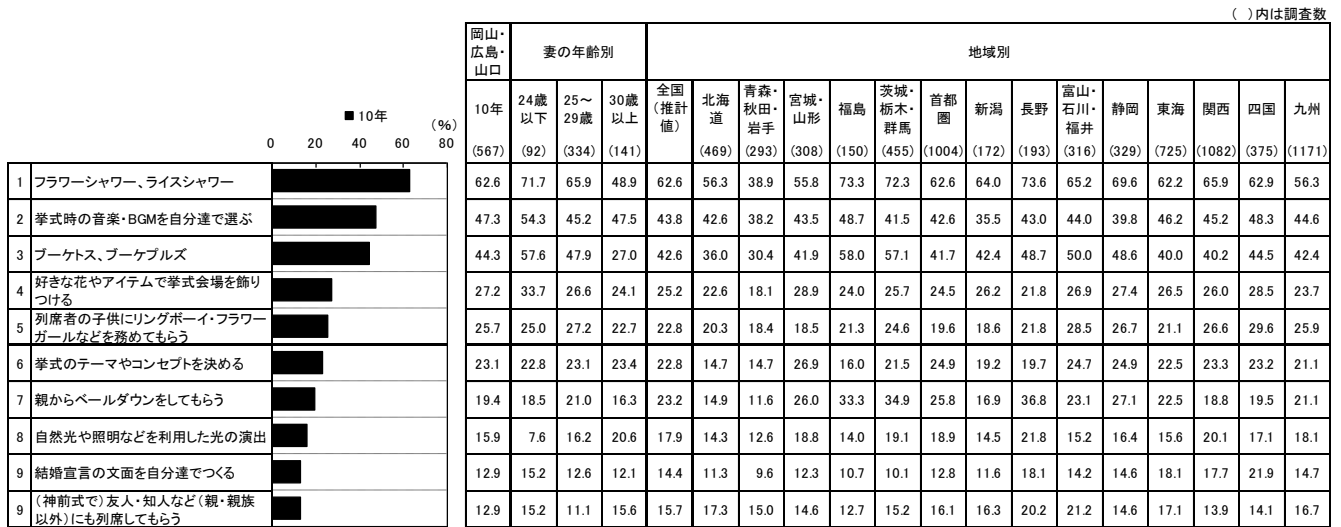 ( )内は調査数
岡山・広島・山口 妻の年齢別 地域別
■10年 (%)
10年 24歳以下 25～29歳 30歳以上 全国(推計値) 北海道 青森・秋田・岩手 宮城・山形 福島 茨城・栃木・群馬 首都圏 新潟 長野 富山・石川・福井 静岡 東海 関西 四国 九州
0 20 40 60 80
(567) (92) (334) (141) (469) (293) (308) (150) (455) (1004) (172) (193) (316) (329) (725) (1082) (375) (1171)
1 フラワーシャワー、ライスシャワー 62.6 71.7 65.9 48.9 62.6 56.3 38.9 55.8 73.3 72.3 62.6 64.0 73.6 65.2 69.6 62.2 65.9 62.9 56.3
2 挙式時の音楽・BGMを自分達で選ぶ 47.3 54.3 45.2 47.5 43.8 42.6 38.2 43.5 48.7 41.5 42.6 35.5 43.0 44.0 39.8 46.2 45.2 48.3 44.6
3 ブーケトス、ブーケプルズ 44.3 57.6 47.9 27.0 42.6 36.0 30.4 41.9 58.0 57.1 41.7 42.4 48.7 50.0 48.6 40.0 40.2 44.5 42.4
4 好きな花やアイテムで挙式会場を飾り
つける 27.2 33.7 26.6 24.1 25.2 22.6 18.1 28.9 24.0 25.7 24.5 26.2 21.8 26.9 27.4 26.5 26.0 28.5 23.7
5 列席者の子供にリングボーイ・フラワー
ガールなどを務めてもらう 25.7 25.0 27.2 22.7 22.8 20.3 18.4 18.5 21.3 24.6 19.6 18.6 21.8 28.5 26.7 21.1 26.6 29.6 25.9
6 挙式のテーマやコンセプトを決める 23.1 22.8 23.1 23.4 22.8 14.7 14.7 26.9 16.0 21.5 24.9 19.2 19.7 24.7 24.9 22.5 23.3 23.2 21.1
7 親からベールダウンをしてもらう 19.4 18.5 21.0 16.3 23.2 14.9 11.6 26.0 33.3 34.9 25.8 16.9 36.8 23.1 27.1 22.5 18.8 19.5 21.1
8 自然光や照明などを利用した光の演出 15.9 7.6 16.2 20.6 17.9 14.3 12.6 18.8 14.0 19.1 18.9 14.5 21.8 15.2 16.4 15.6 20.1 17.1 18.1
9 結婚宣言の文面を自分達でつくる 12.9 15.2 12.6 12.1 14.4 11.3 9.6 12.3 10.7 10.1 12.8 11.6 18.1 14.2 14.6 18.1 17.7 21.9 14.7
9 (神前式で)友人・知人など(親・親族
以外)にも列席してもらう 12.9 15.2 11.1 15.6 15.7 17.3 15.0 14.6 12.7 15.2 16.1 16.3 20.2 21.2 14.6 17.1 13.9 14.1 16.7